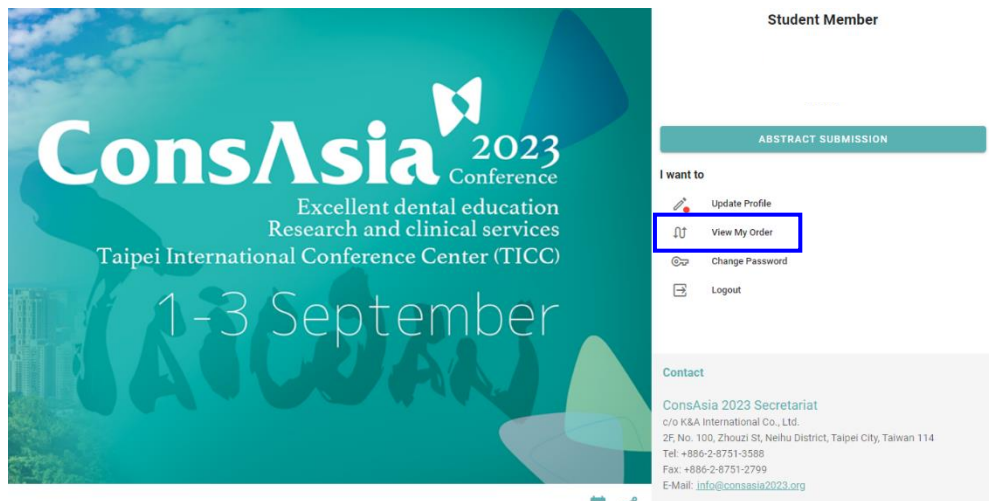 ConsAsia 2023
Conference
Excellent dental education
Research and clinical services
Taipei International Conference Center (TICC)
1-3 September
TAIWAN
Student Member
ABSTRACT SUBMISSION
I want to
Update Profile
View My Order
Change Password
Logout
Contact
ConsAsia 2023 Secretariat
c/o K&A International Co., Ltd.
2F, No. 100, Zhouzi St, Neihu District, Taipei City, Taiwan 114
Tel: +886-2-8751-3588
Fax: +886-2-8751-2799
E-Mail: info@consasia2023.org